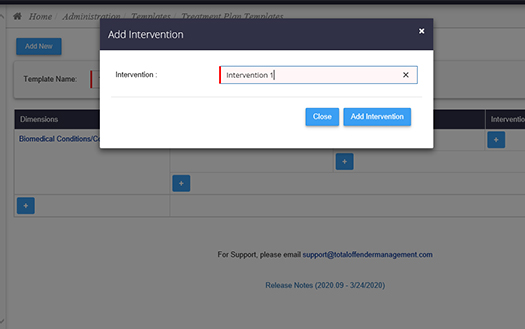 Home / Administration / Templates / Treatment Plan Templates
Add New
Add Intervention
×
Intervention :
Intervention 1
×
Close
Add Intervention
Template Name:
Dimensions
Biomedical Conditions/
+
+
+
+
For Support, please email support@totaloffendermanagement.com
Release Notes (2020.09 - 3/24/2020)